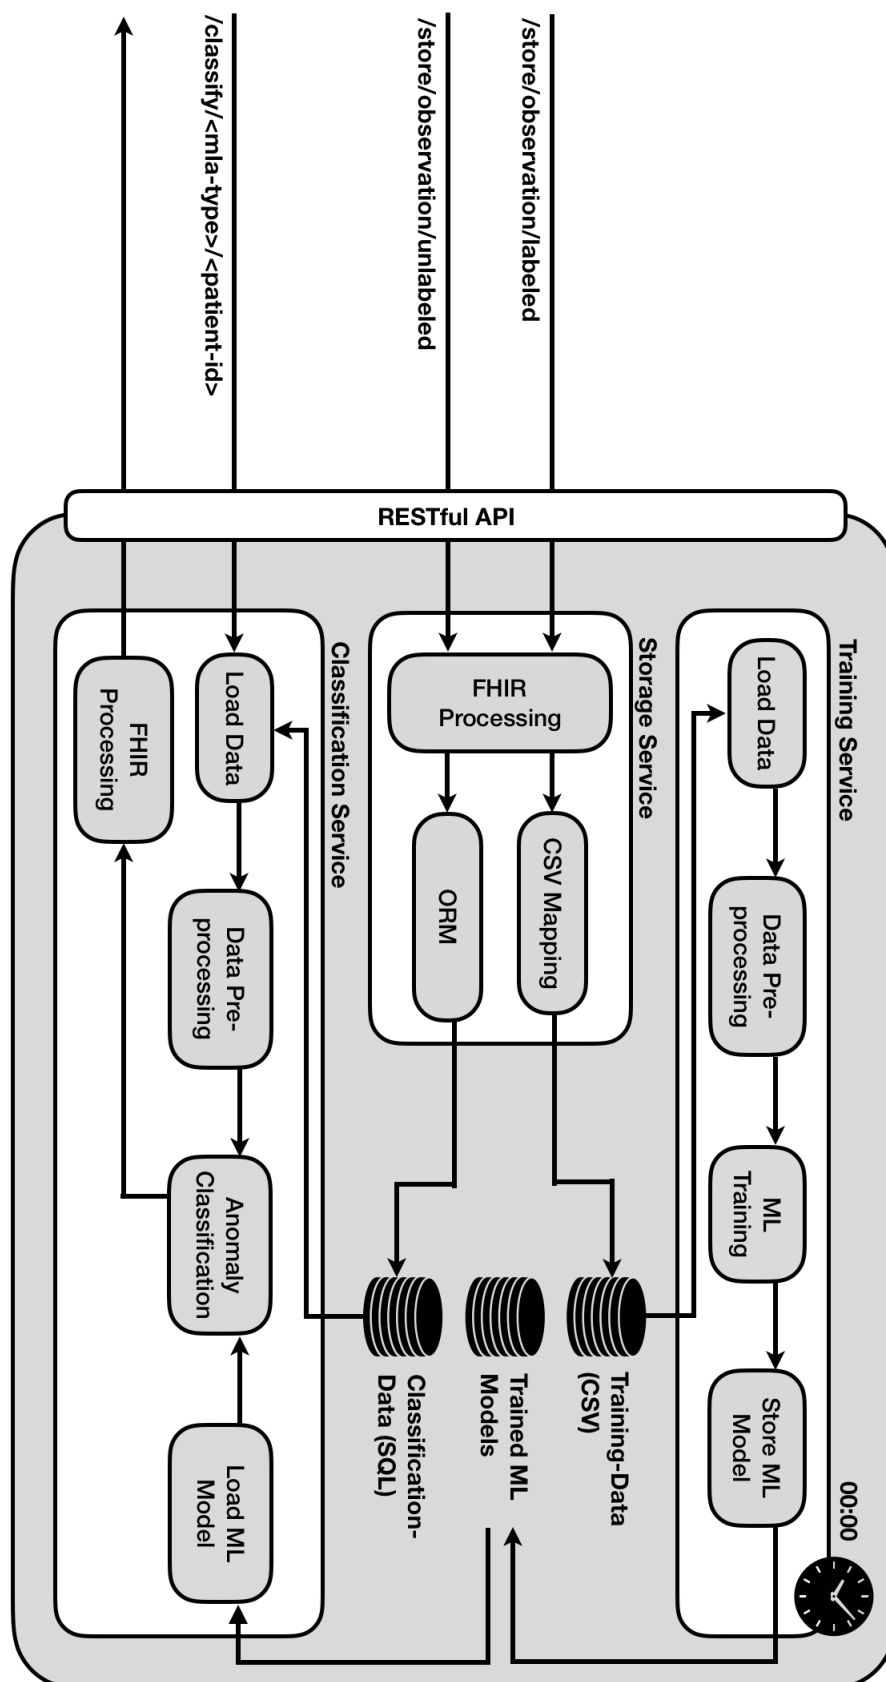 /store/observation/labeled
/store/observation/unlabeled
/classify/<mla-type>/<patient-id>
RESTful API
Training Service
Load Data
Data Pre-
processing
ML
Training
Store ML
Model
00:00
Storage Service
FHIR
Processing
CSV Mapping
ORM
Training-Data
(CSV)
Trained ML
Models
Classification-
Data (SQL)
Classification Service
Load Data
Data Pre-
processing
Anomaly
Classification
Load ML
Model
FHIR
Processing